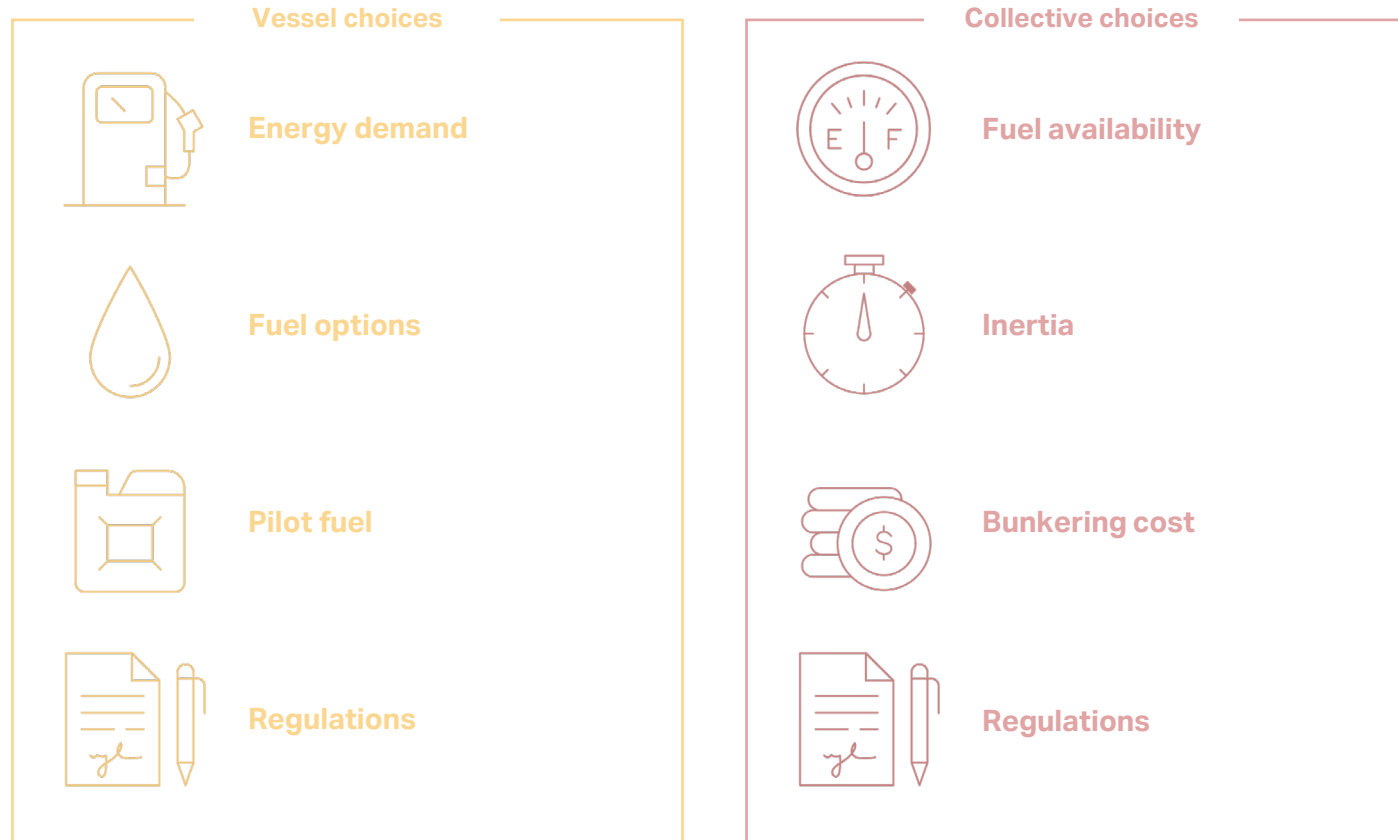 Vessel choices
Energy demand
Fuel options
Pilot fuel
Regulations
Collective choices
E F
Fuel availability
Inertia
$
Bunkering cost
Regulations